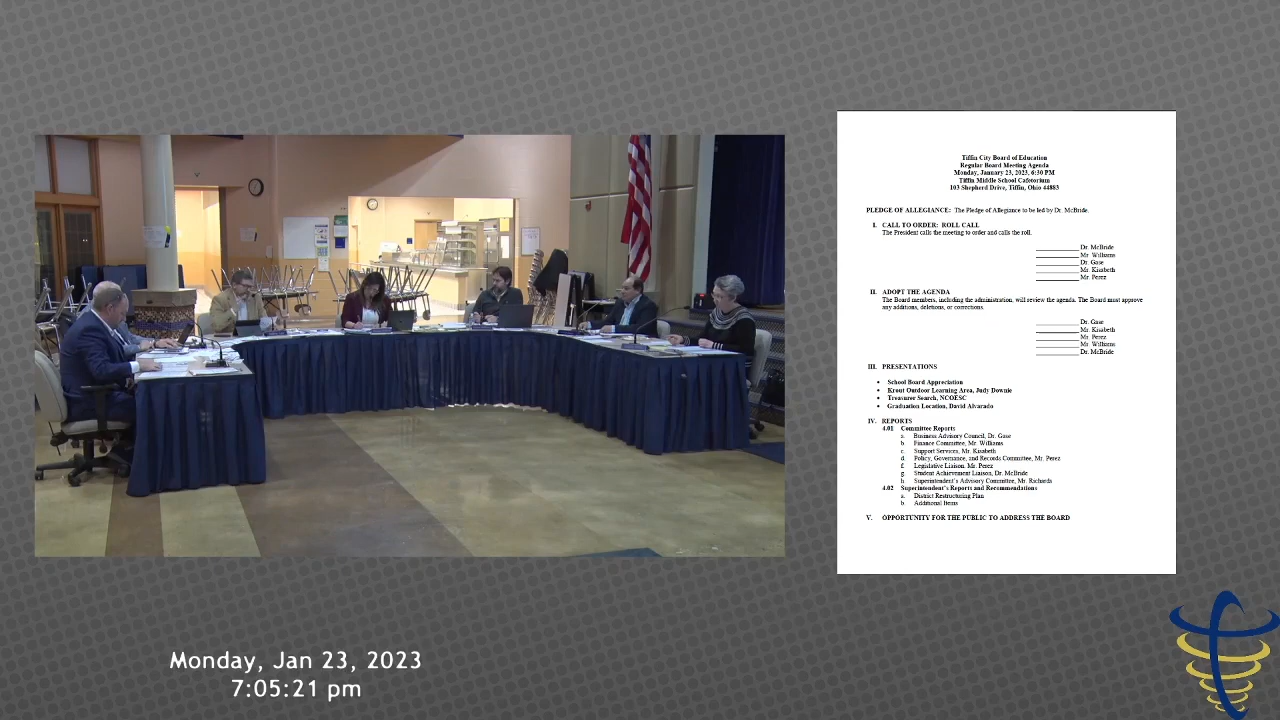 Tiffin City Board of Education
Regular Board Meeting Agenda
Monday, January 23, 2023, 6:30 PM
Tiffin Middle School Cafetorium
103 Shepherd Drive, Tiffin, Ohio 44883
PLEDGE OF ALLEGIANCE: The Pledge of Allegiance to be led by Dr. McBride.
I. CALL TO ORDER: ROLL CALL
The President calls the meeting to order and calls the roll.
Dr. McBride
Mr. Williams
Dr. Gase
Mr. Kisabeth
Mr. Perez
II. ADOPT THE AGENDA
The Board members, including the administration, will review the agenda. The Board must approve
any additions, deletions, or corrections.
Dr. Gase
Mr. Kisabeth
Mr. Perez
Mr. Williams
Dr. McBride
III. PRESENTATIONS
• School Board Appreciation
• Krout Outdoor Learning Area, Judy Downie
• Treasurer Search, NCOESC
• Graduation Location, David Alvarado
IV. REPORTS
4.01 Committee Reports
a. Business Advisory Council, Dr. Gase
b. Finance Committee, Mr. Williams
c. Support Services, Mr. Kisabeth
d. Policy, Governance, and Records Committee, Mr. Perez
f. Legislative Liaison, Mr. Perez
g. Student Achievement Liaison, Dr. McBride
h. Superintendent's Advisory Committee, Mr. Richards
4.02 Superintendent's Reports and Recommendations
a. District Restructuring Plan
b. Additional Items
V. OPPORTUNITY FOR THE PUBLIC TO ADDRESS THE BOARD
Monday, Jan 23, 2023
7:05:21 pm